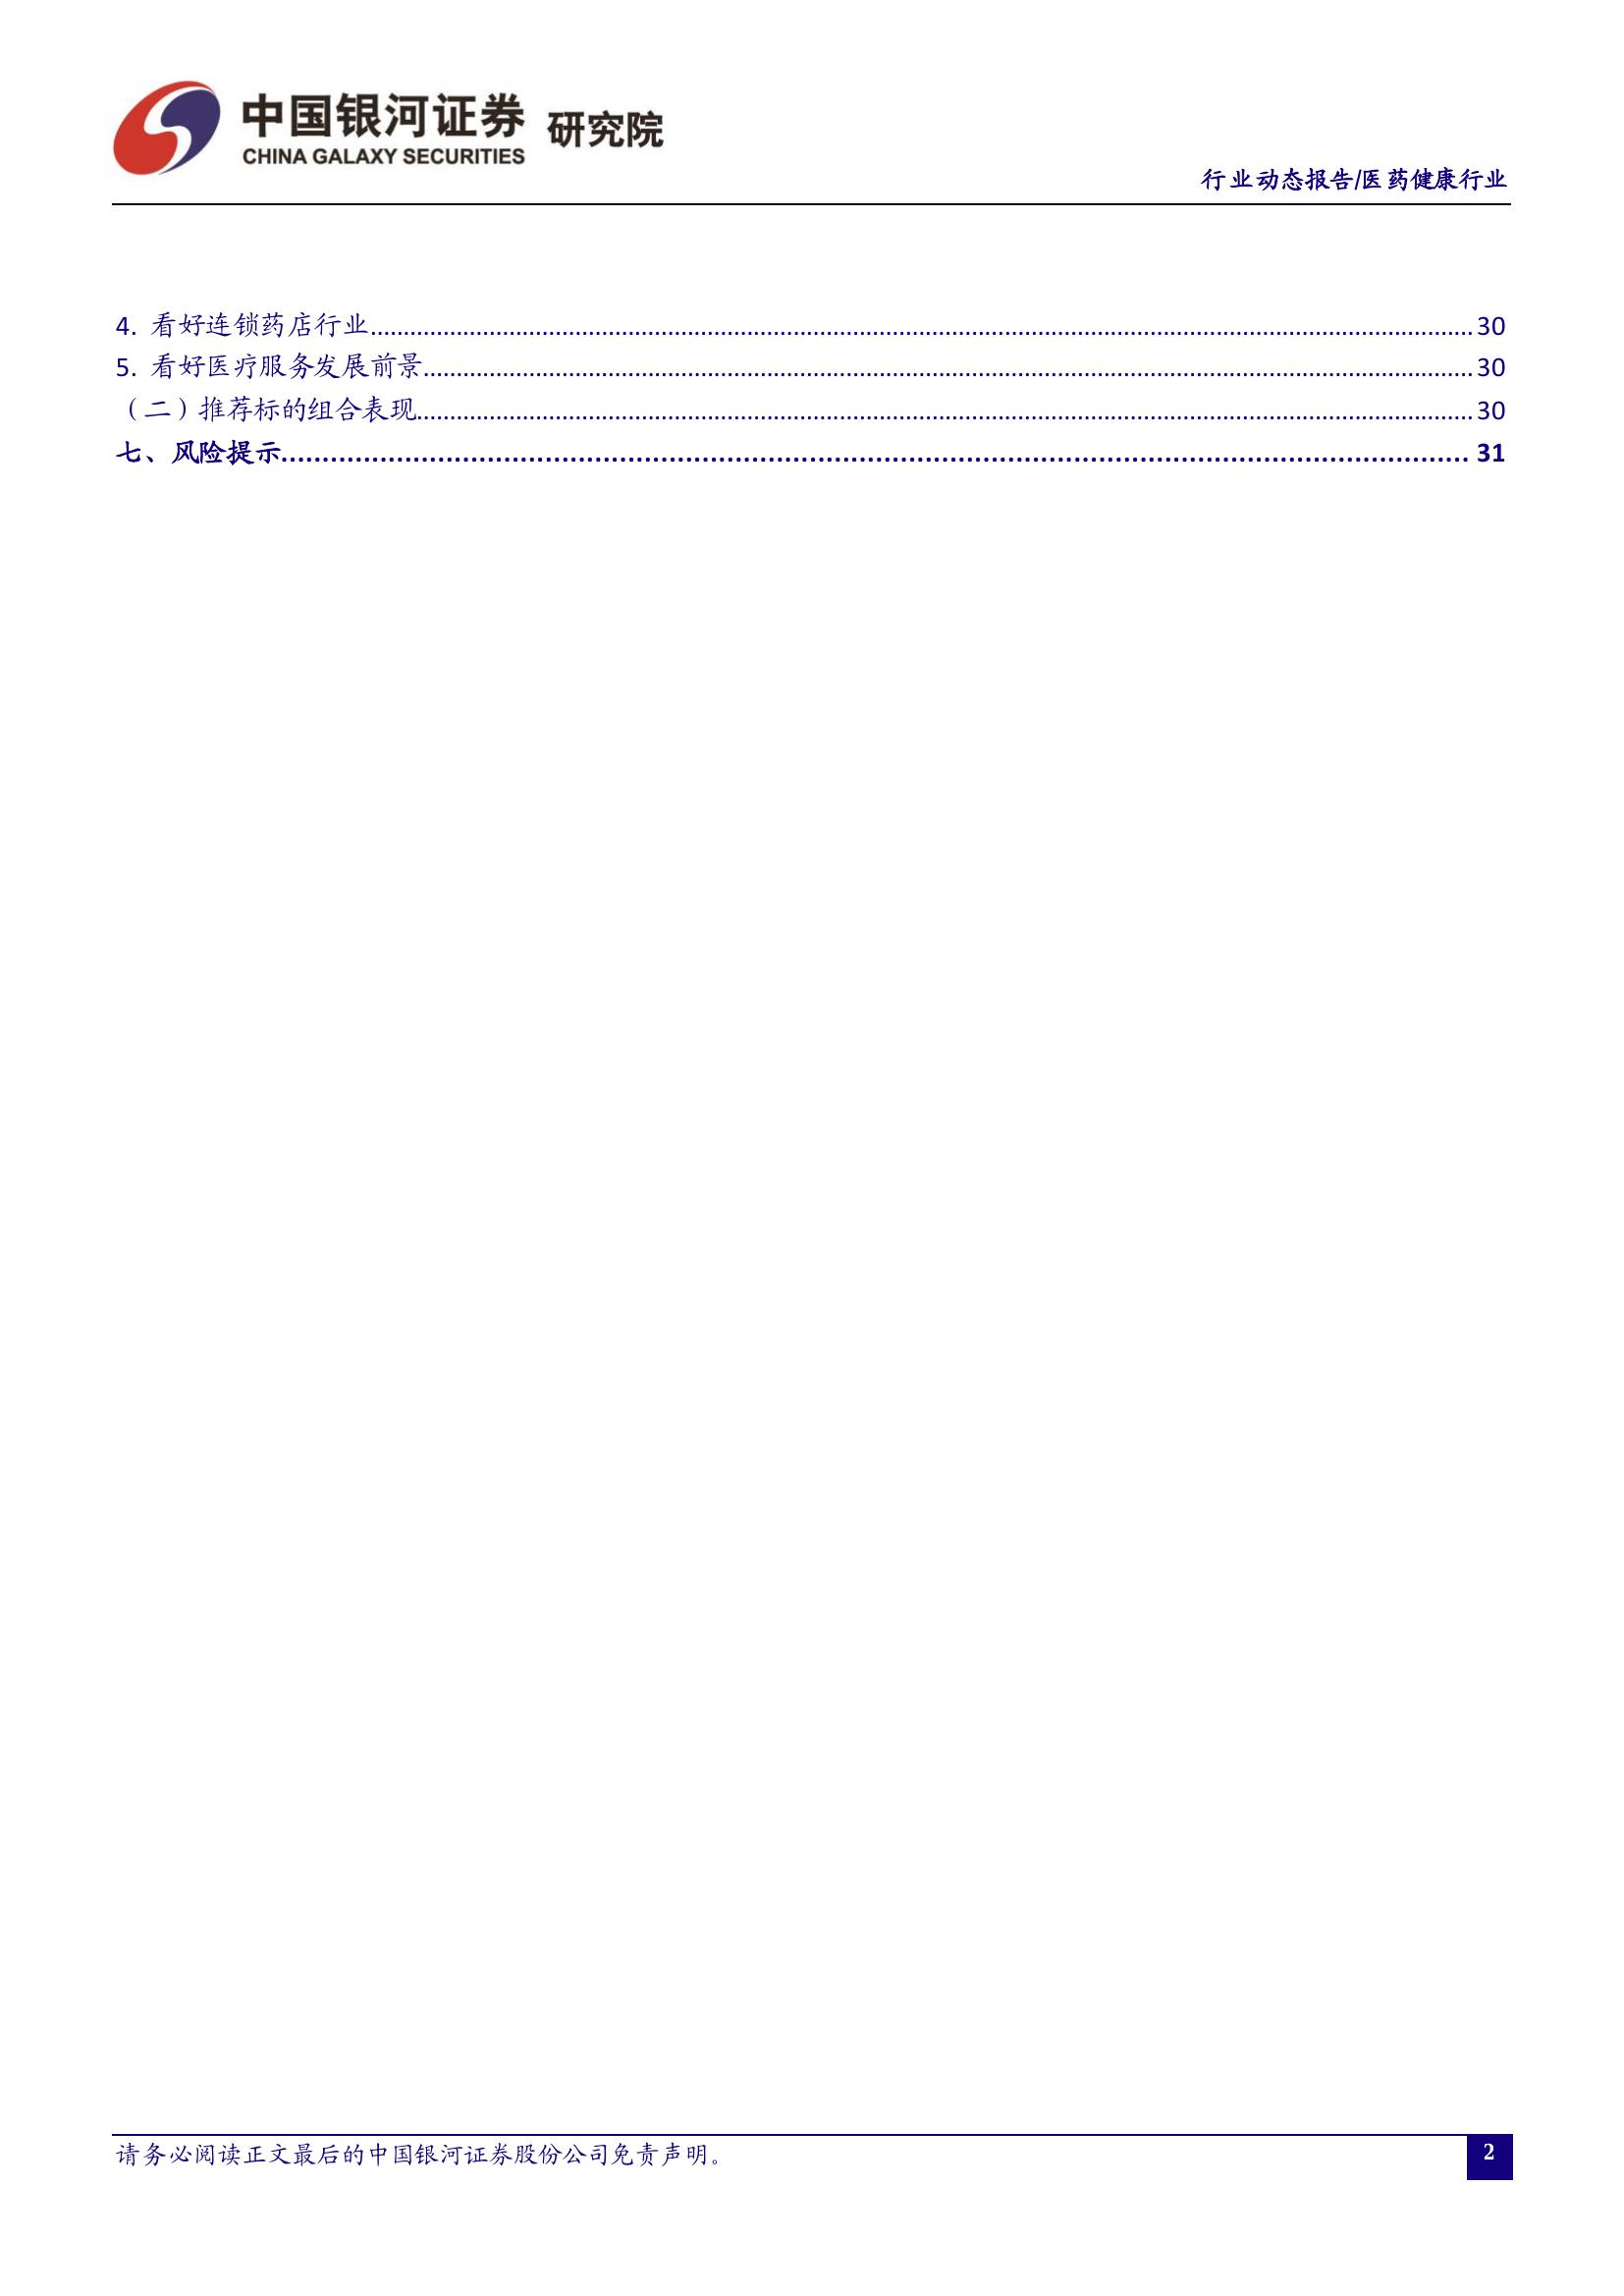 中国银河证券 研究院
CHINA GALAXY SECURITIES
行业动态报告/医药健康行业
4. 看好连锁药店行业........................................30
5. 看好医疗服务发展前景........................................30
（二）推荐标的组合表现........................................30
七、风险提示........................................31
请务必阅读正文最后的中国银河证券股份公司免责声明。
2